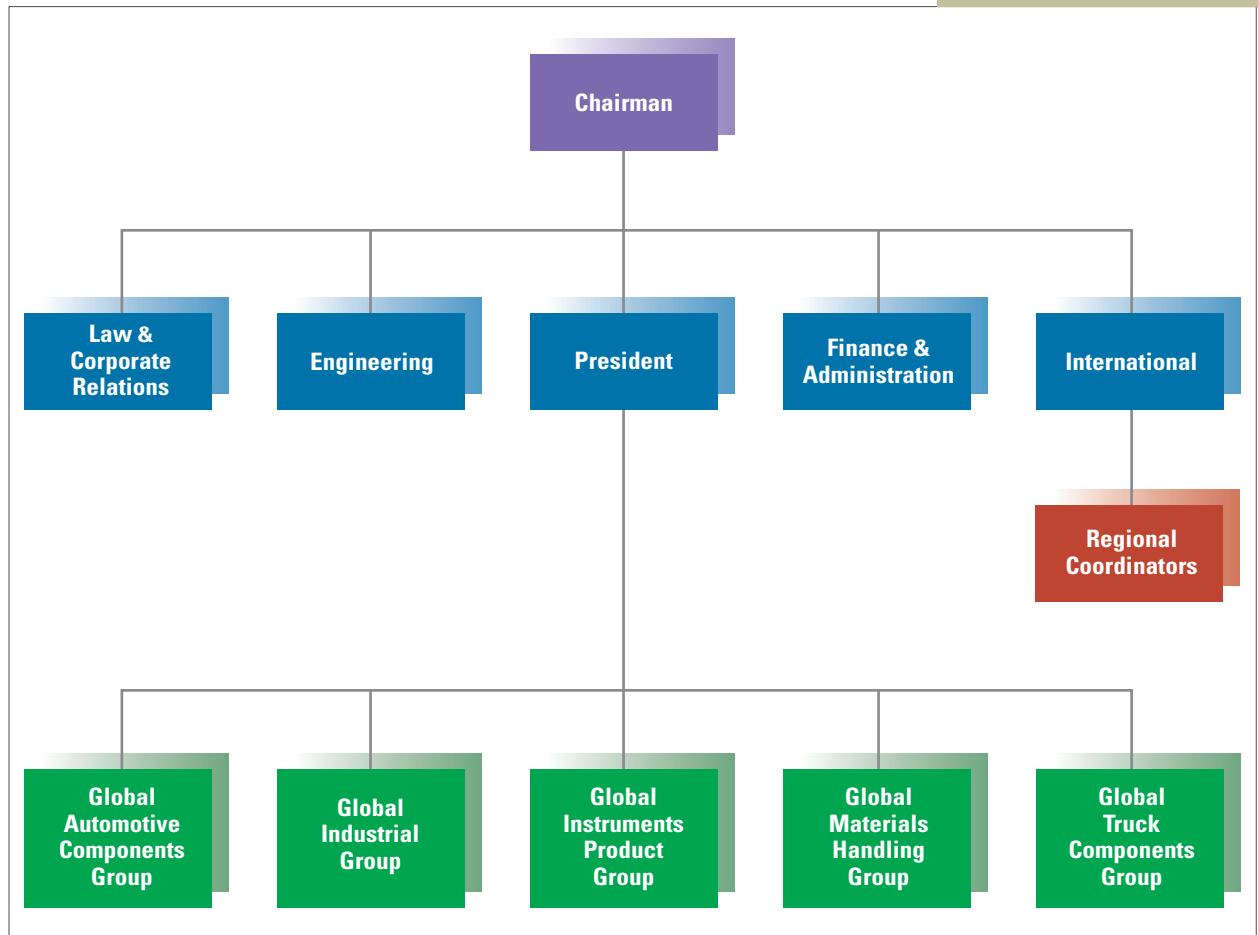 Chairman
Law &
Corporate
Relations
Engineering
President
Finance &
Administration
International
Regional
Coordinators
Global
Automotive
Components
Group
Global
Industrial
Group
Global
Instruments
Product
Group
Global
Materials
Handling
Group
Global
Truck
Components
Group